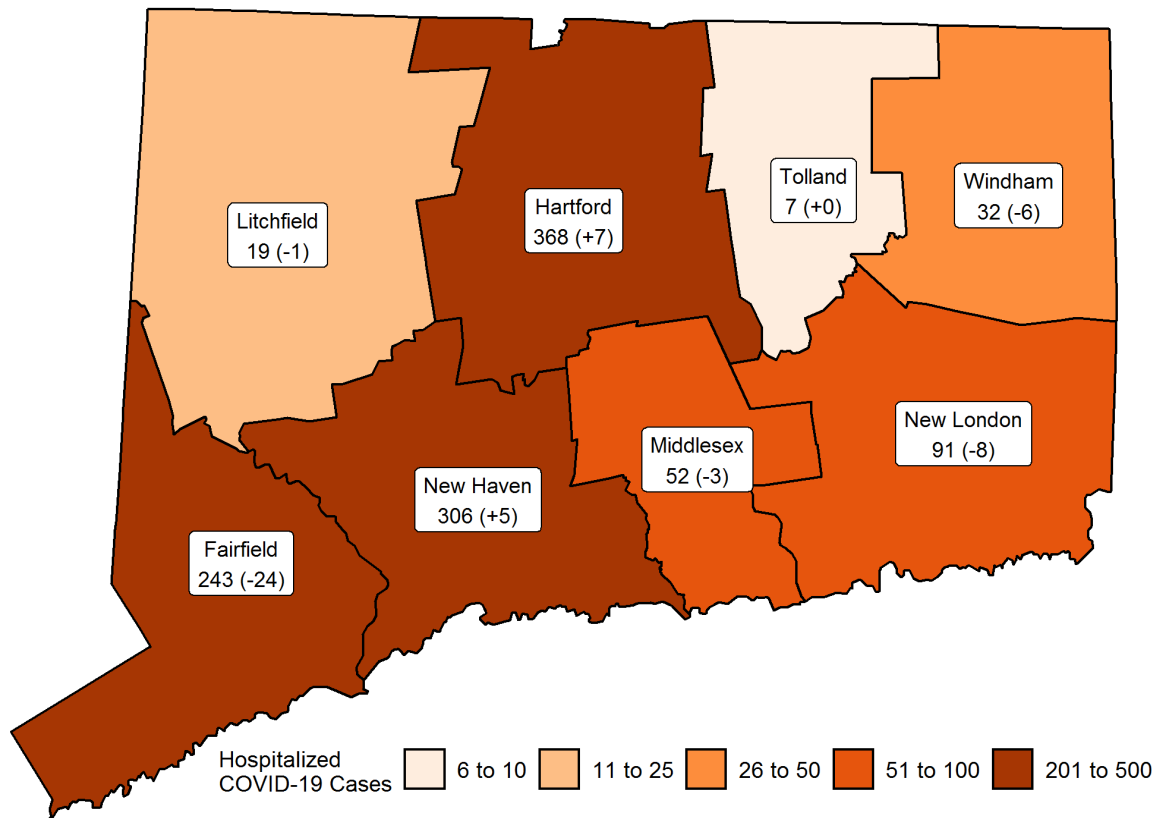 Litchfield
19 (-1)
Hartford
368 (+7)
Tolland
7 (+0)
Windham
32 (-6)
Fairfield
243 (-24)
New Haven
306 (+5)
Middlesex
52 (-3)
New London
91 (-8)
Hospitalized
COVID-19 Cases
6 to 10
11 to 25
26 to 50
51 to 100
201 to 500